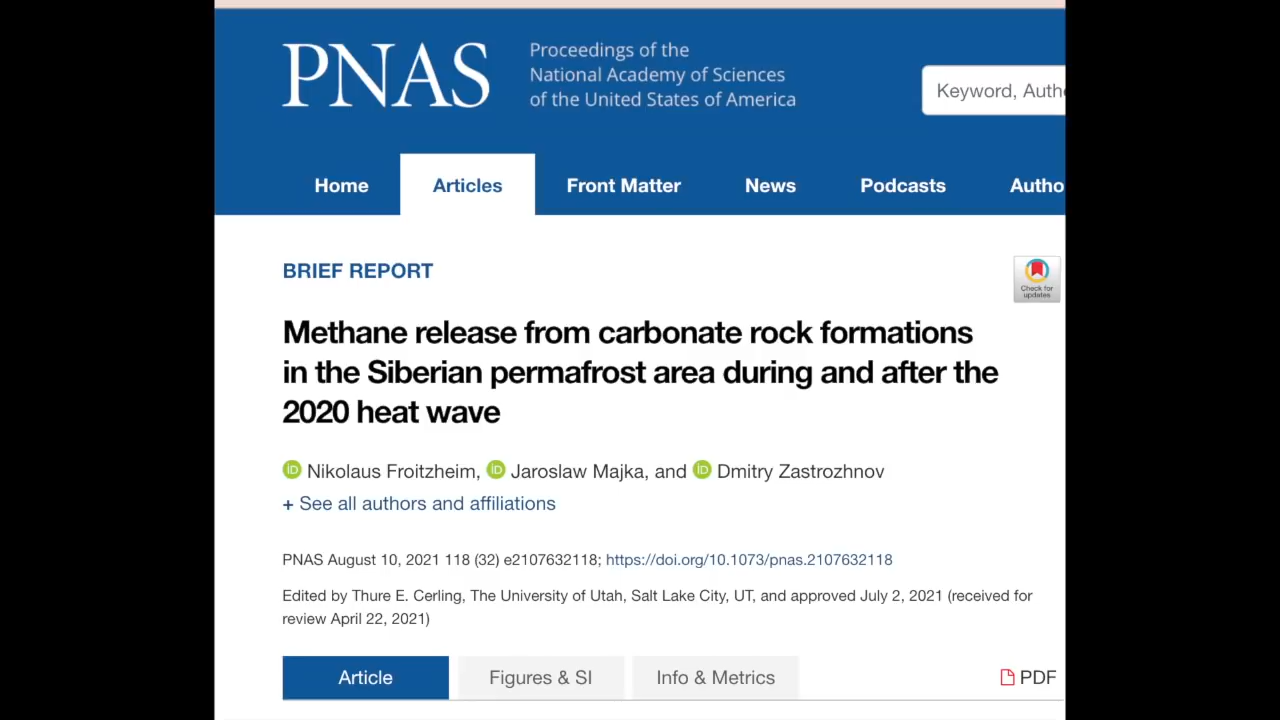 PNAS
Proceedings of the
National Academy of Sciences
of the United States of America
Keyword, Autho
Home Articles Front Matter News Podcasts Autho
BRIEF REPORT
Check for
updates
Methane release from carbonate rock formations
in the Siberian permafrost area during and after the
2020 heat wave
iD Nikolaus Froitzheim, iD Jaroslaw Majka, and iD Dmitry Zastrozhnov
+ See all authors and affiliations
PNAS August 10, 2021 118 (32) e2107632118; https://doi.org/10.1073/pnas.2107632118
Edited by Thure E. Cerling, The University of Utah, Salt Lake City, UT, and approved July 2, 2021 (received for
review April 22, 2021)
Article Figures & SI Info & Metrics PDF